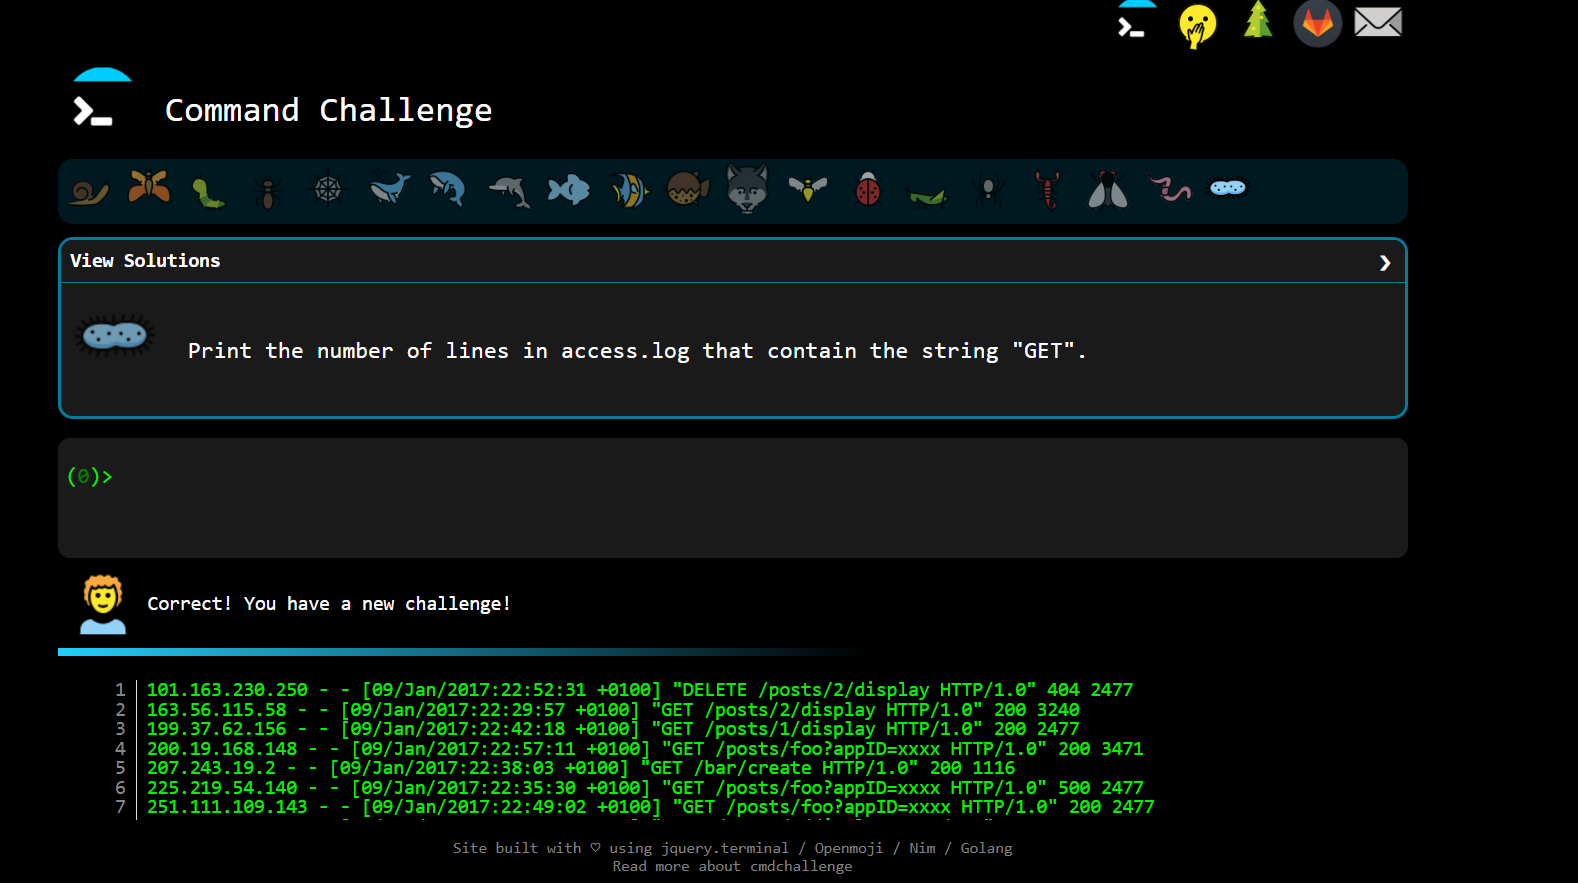 Command Challenge
View Solutions
Print the number of lines in access.log that contain the string "GET".
(0)>
Correct! You have a new challenge!
1 101.163.230.250 - - [09/Jan/2017:22:52:31 +0100] "DELETE /posts/2/display HTTP/1.0" 404 2477
2 163.56.115.58 - - [09/Jan/2017:22:29:57 +0100] "GET /posts/2/display HTTP/1.0" 200 3240
3 199.37.62.156 - - [09/Jan/2017:22:42:18 +0100] "GET /posts/1/display HTTP/1.0" 200 2477
4 200.19.168.148 - - [09/Jan/2017:22:57:11 +0100] "GET /posts/foo?appID=xxxx HTTP/1.0" 200 3471
5 207.243.19.2 - - [09/Jan/2017:22:38:03 +0100] "GET /bar/create HTTP/1.0" 200 1116
6 225.219.54.140 - - [09/Jan/2017:22:35:30 +0100] "GET /posts/foo?appID=xxxx HTTP/1.0" 500 2477
7 251.111.109.143 - - [09/Jan/2017:22:49:02 +0100] "GET /posts/foo?appID=xxxx HTTP/1.0" 200 2477
Site built with ♡ using jquery.terminal / Openmoji / Nim / Golang
Read more about cmdchallenge